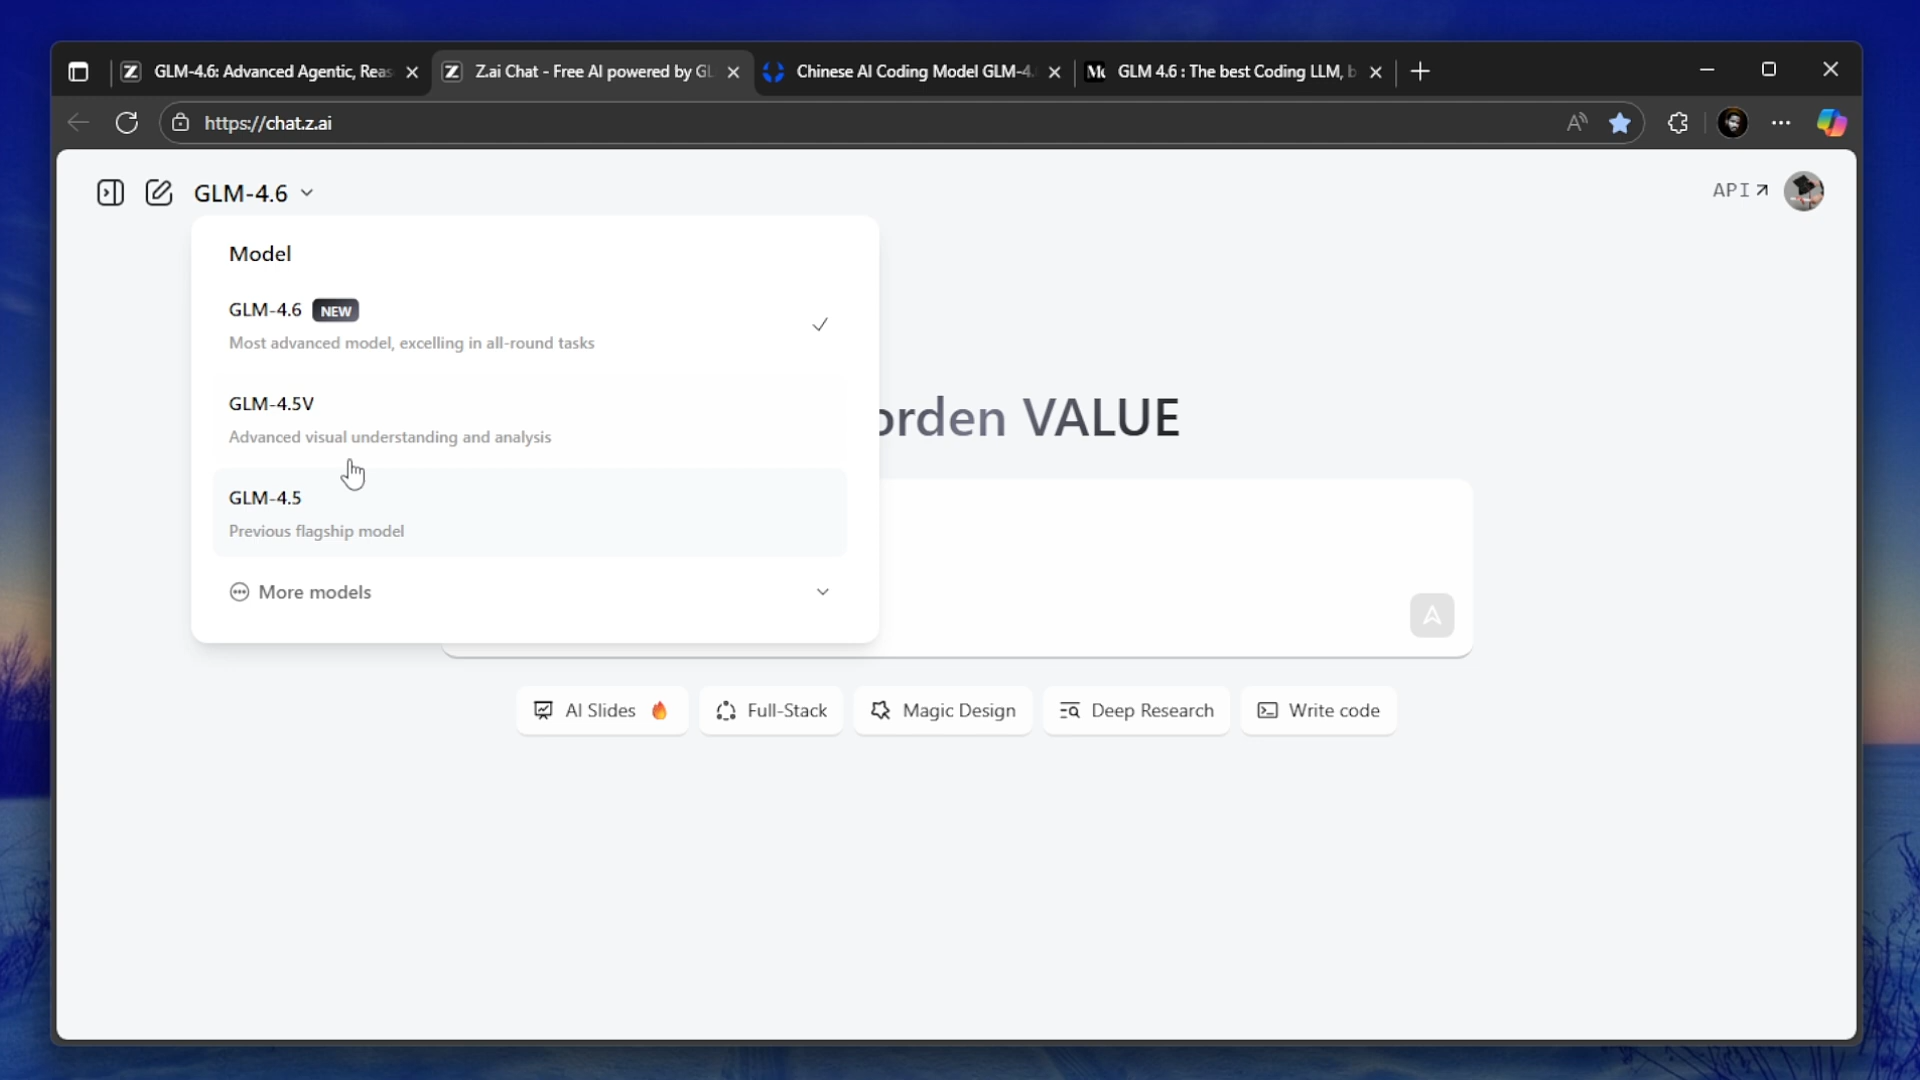 GLM-4.6: Advanced Agentic, Reas
Z.ai Chat - Free AI powered by GL
Chinese AI Coding Model GLM-4.
GLM 4.6 : The best Coding LLM, b
https://chat.z.ai
GLM-4.6
API
Model
GLM-4.6 NEW
Most advanced model, excelling in all-round tasks
GLM-4.5V
Advanced visual understanding and analysis
GLM-4.5
Previous flagship model
More models
orden VALUE
AI Slides
Full-Stack
Magic Design
Deep Research
Write code